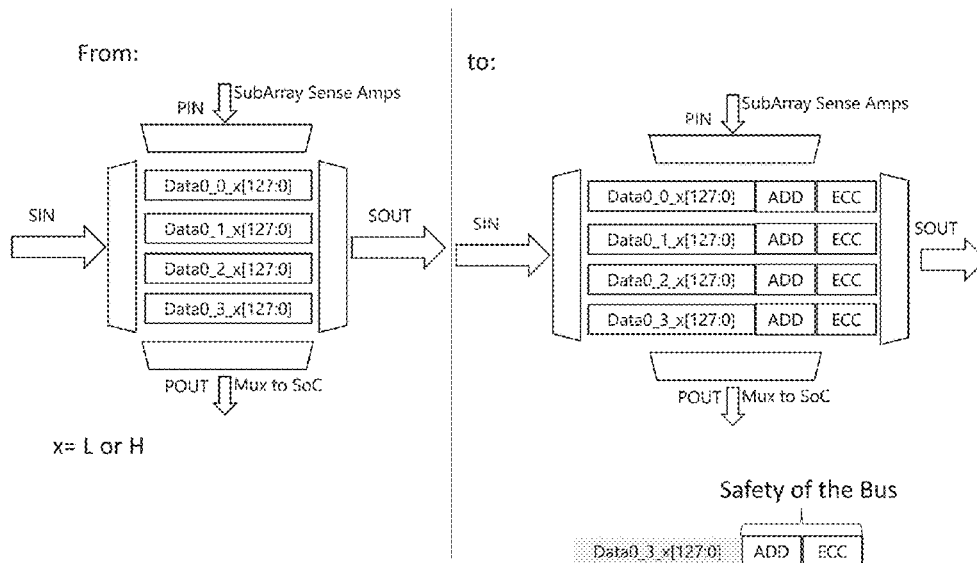 From:
SubArray Sense Amps
PIN
Data0_0_x[127:0]
SIN
Data0_1_x[127:0]
SOUT
Data0_2_x[127:0]
Data0_3_x[127:0]
POUT
Mux to SoC
x= L or H
to:
SubArray Sense Amps
PIN
Data0_0_x[127:0] ADD ECC
SIN
Data0_1_x[127:0] ADD ECC
SOUT
Data0_2_x[127:0] ADD ECC
Data0_3_x[127:0] ADD ECC
POUT
Mux to SoC
Safety of the Bus
Data0_3_x[127:0] ADD ECC